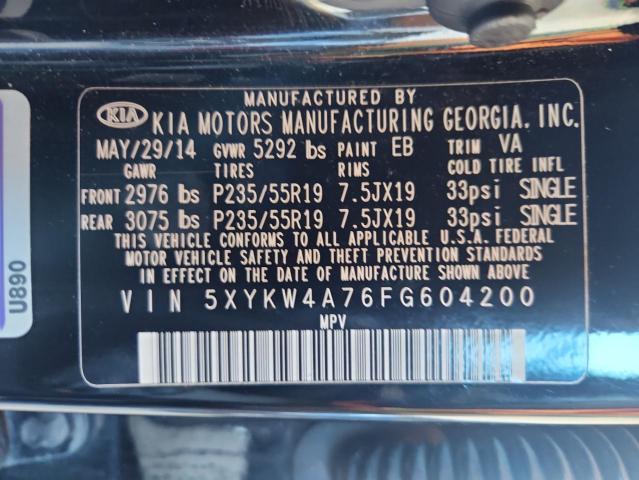 MANUFACTURED BY
KIA KIA MOTORS MANUFACTURING GEORGIA, INC.
MAY/29/14 GVWR 5292 lbs PAINT EB TRIM VA
GAWR TIRES RIMS COLD TIRE INFL
FRONT 2976 lbs P235/55R19 7.5JX19 33psi SINGLE
REAR 3075 lbs P235/55R19 7.5JX19 33psi SINGLE
THIS VEHICLE CONFORMS TO ALL APPLICABLE U.S.A. FEDERAL
MOTOR VEHICLE SAFETY AND THEFT PREVENTION STANDARDS
IN EFFECT ON THE DATE OF MANUFACTURE SHOWN ABOVE.
VIN 5XYKW4A76FG604200
MPV
U890